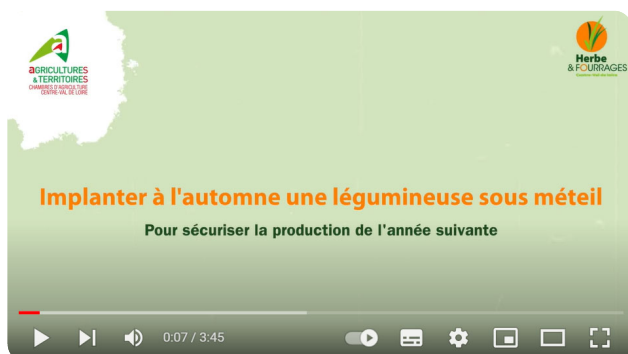 AGRICULTURES
& TERRITOIRES
CHAMBRES D'AGRICULTURE
CENTRE-VAL DE LOIRE
Herbe
& FOURRAGES
Implanter à l'automne une légumineuse sous méteil
Pour sécuriser la production de l'année suivante
0:07 / 3:45